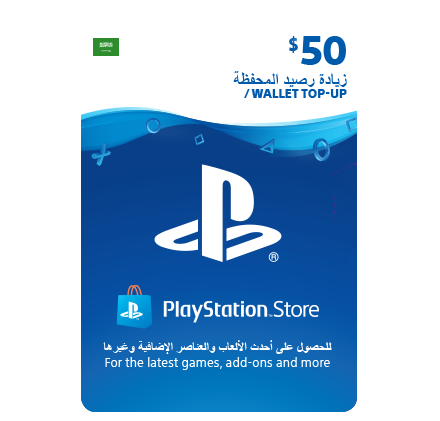 $50
زيادة رصيد المحفظة
/ WALLET TOP-UP
®
PlayStation.Store
للحصول على أحدث الألعاب والعناصر الإضافية وغيرها
For the latest games, add-ons and more